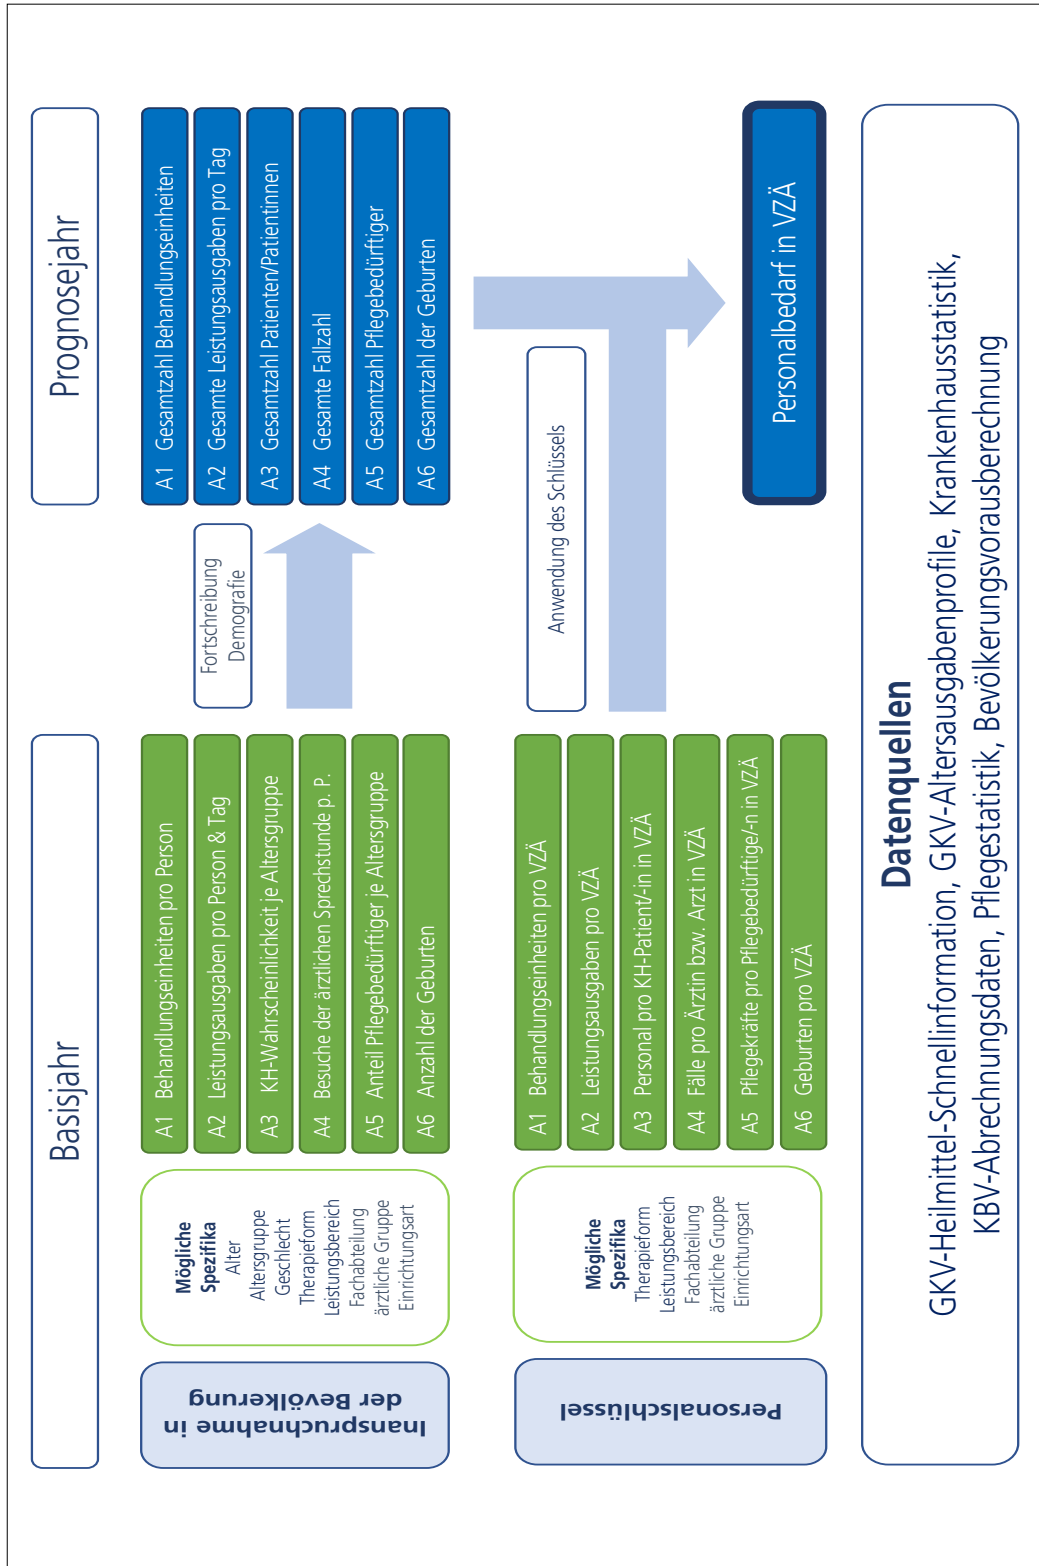 Basisjahr
Prognosejahr
Inanspruchnahme in
der Bevölkerung
Mögliche
Spezifika
Alter
Altersgruppe
Geschlecht
Therapieform
Leistungsbereich
Fachabteilung
ärztliche Gruppe
Einrichtungsart
A1 Behandlungseinheiten pro Person
A2 Leistungsausgaben pro Person & Tag
A3 KH-Wahrscheinlichkeit je Altersgruppe
A4 Besuche der ärztlichen Sprechstunde p. P.
A5 Anteil Pflegebedürftiger je Altersgruppe
A6 Anzahl der Geburten
Fortschreibung
Demografie
A1 Gesamtzahl Behandlungseinheiten
A2 Gesamte Leistungsausgaben pro Tag
A3 Gesamtzahl Patienten/Patientinnen
A4 Gesamte Fallzahl
A5 Gesamtzahl Pflegebedürftiger
A6 Gesamtzahl der Geburten
Personalschlüssel
Mögliche
Spezifika
Therapieform
Leistungsbereich
Fachabteilung
ärztliche Gruppe
Einrichtungsart
A1 Behandlungseinheiten pro VZÄ
A2 Leistungsausgaben pro VZÄ
A3 Personal pro KH-Patient/-in in VZÄ
A4 Fälle pro Ärztin bzw. Arzt in VZÄ
A5 Pflegekräfte pro Pflegebedürftige/-n in VZÄ
A6 Geburten pro VZÄ
Anwendung des Schlüssels
Personalbedarf in VZÄ
Datenquellen
GKV-Heilmittel-Schnellinformation, GKV-Altersausgabenprofile, Krankenhausstatistik,
KBV-Abrechnungsdaten, Pflegestatistik, Bevölkerungsvorausberechnung